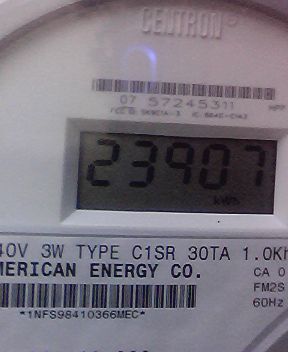 CENTRON®
07 57245311
23907
kWh
40V 3W TYPE C1SR 30TA 1.0Kh
MERICAN ENERGY CO.
CA 0
FM2S
60Hz
*1NFS98410366MEC*